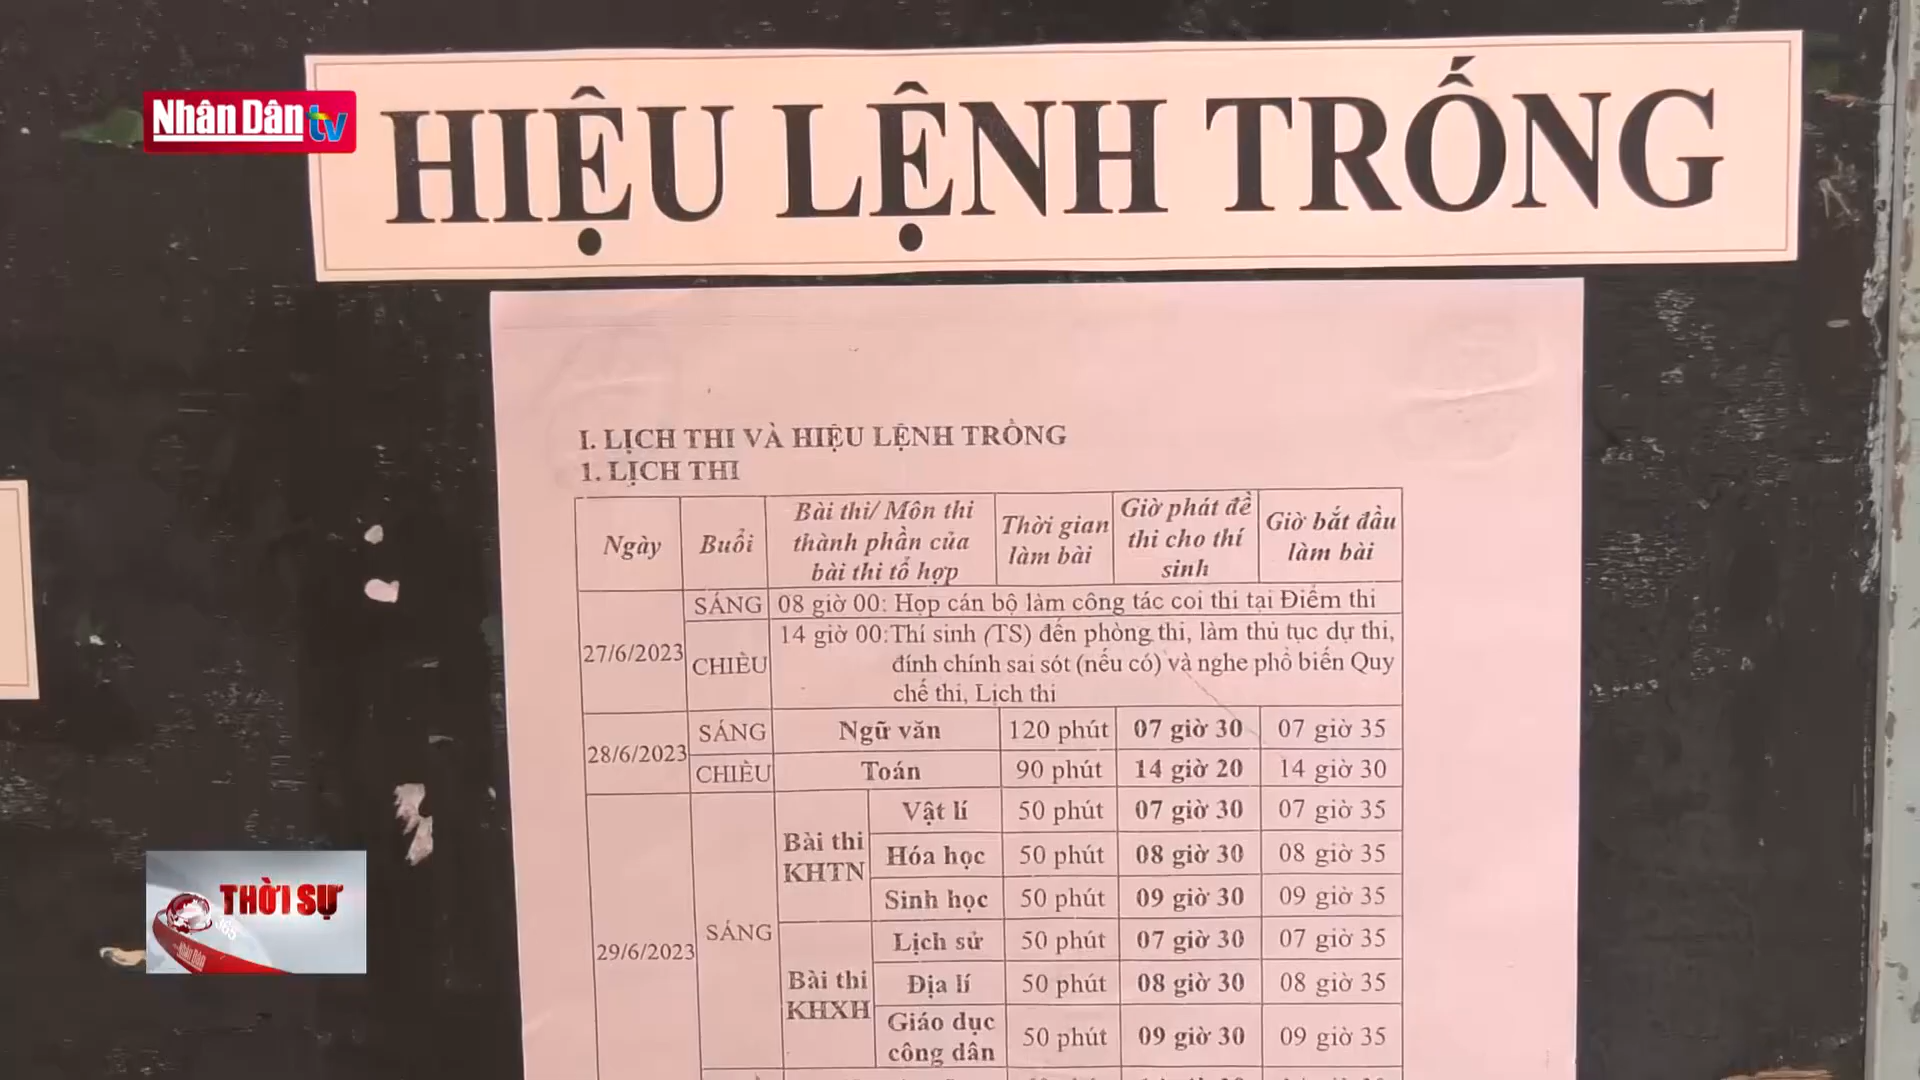 Nhân Dân tv
HIỆU LỆNH TRỐNG
I. LỊCH THI VÀ HIỆU LỆNH TRỐNG
1. LỊCH THI
Ngày Buổi Bài thi/ Môn thi thành phần của bài thi tổ hợp Thời gian làm bài Giờ phát đề thi cho thí sinh Giờ bắt đầu làm bài
27/6/2023 SÁNG 08 giờ 00: Họp cán bộ làm công tác coi thi tại Điểm thi
CHIỀU 14 giờ 00: Thí sinh (TS) đến phòng thi, làm thủ tục dự thi,
đính chính sai sót (nếu có) và nghe phổ biến Quy
chế thi, Lịch thi
28/6/2023 SÁNG Ngữ văn 120 phút 07 giờ 30 07 giờ 35
CHIỀU Toán 90 phút 14 giờ 20 14 giờ 30
29/6/2023 SÁNG Bài thi KHTN Vật lí 50 phút 07 giờ 30 07 giờ 35
Hóa học 50 phút 08 giờ 30 08 giờ 35
Sinh học 50 phút 09 giờ 30 09 giờ 35
Bài thi KHXH Lịch sử 50 phút 07 giờ 30 07 giờ 35
Địa lí 50 phút 08 giờ 30 08 giờ 35
Giáo dục công dân 50 phút 09 giờ 30 09 giờ 35
THỜI SỰ
365
Nhân Dân